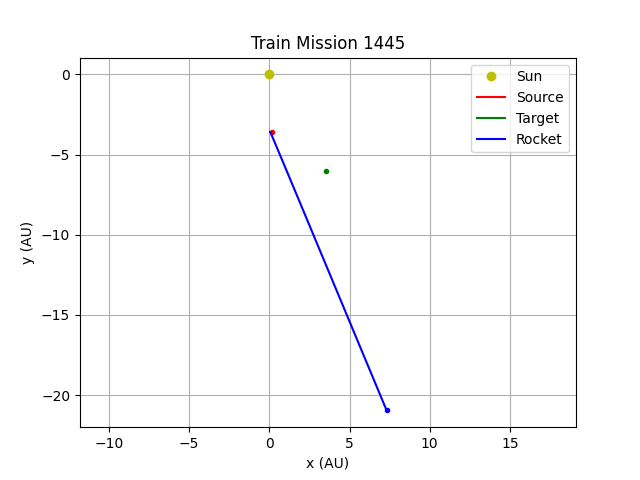 Train Mission 1445
Sun
Source
Target
Rocket
0
−5
−10
−15
−20
y (AU)
−10
−5
0
5
10
15
x (AU)